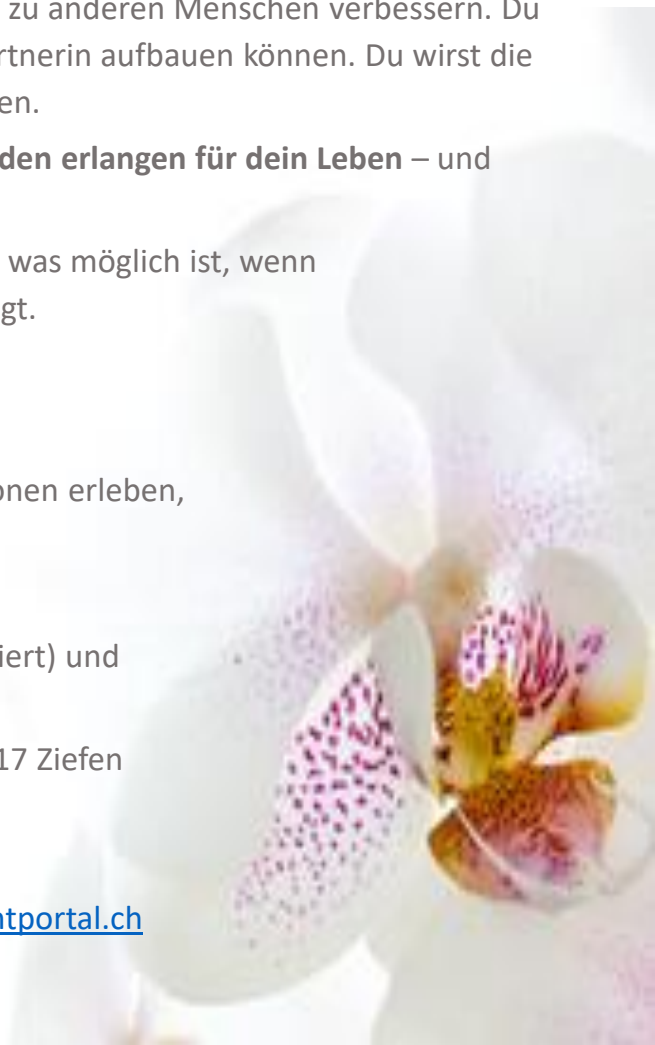 zu anderen Menschen verbessern. Du
rtnerin aufbauen können. Du wirst die
en.
den erlangen für dein Leben – und
was möglich ist, wenn
gt.
onen erleben,
iert) und
17 Ziefen
ntportal.ch